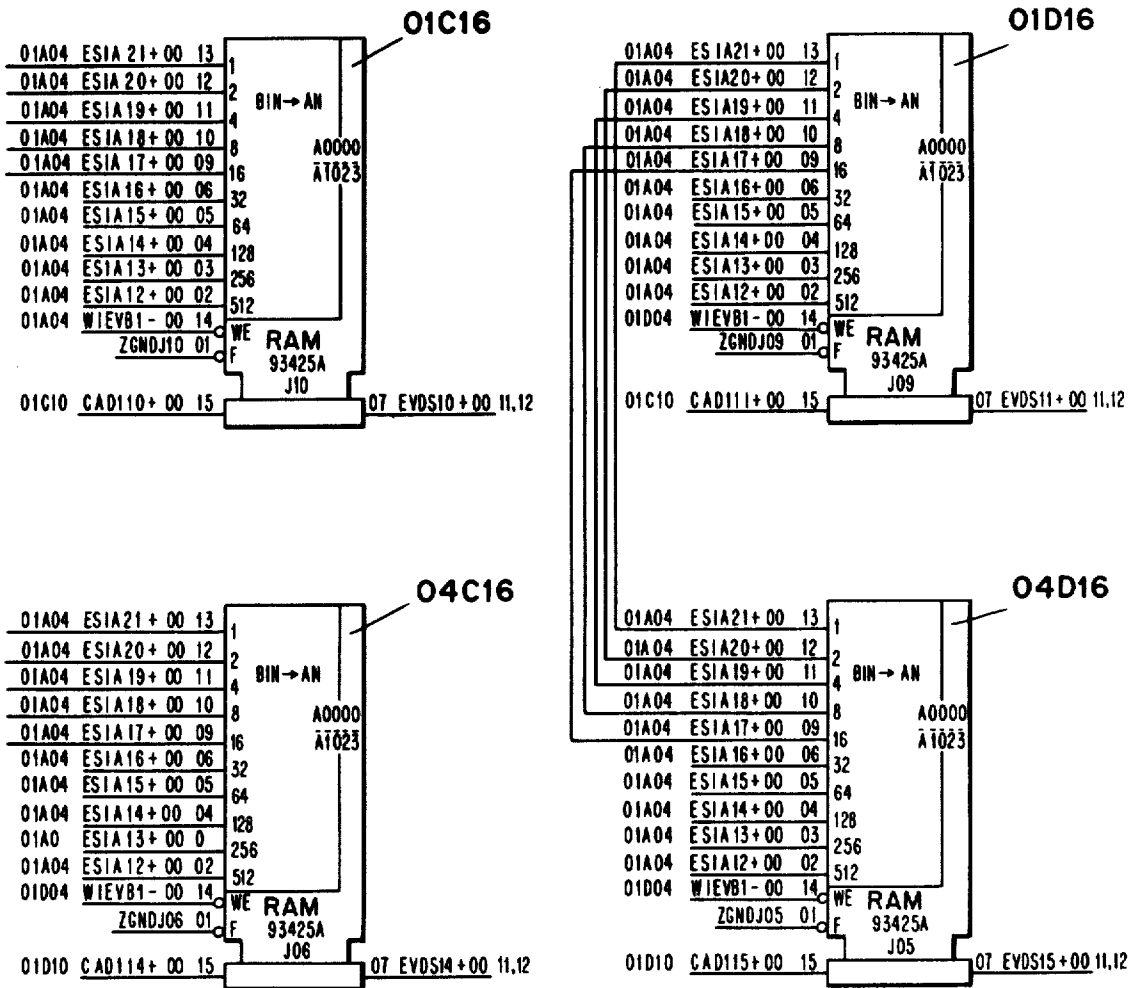 01C16
01A04 ESIA21+00 13 1
01A04 ESIA20+00 12 2
01A04 ESIA19+00 11 4
01A04 ESIA18+00 10 8
01A04 ESIA17+00 09 16
01A04 ESIA16+00 06 32
01A04 ESIA15+00 05 64
01A04 ESIA14+00 04 128
01A04 ESIA13+00 03 256
01A04 ESIA12+00 02 512
01A04 WIEVB1-00 14 WE
ZGNDJ10 01 F
BIN→AN
A0000
A1023
RAM
93425A
J10
01C10 CAD110+00 15 07 EVDS10+00 11,12
01D16
01A04 ESIA21+00 13 1
01A04 ESIA20+00 12 2
01A04 ESIA19+00 11 4
01A04 ESIA18+00 10 8
01A04 ESIA17+00 09 16
01A04 ESIA16+00 06 32
01A04 ESIA15+00 05 64
01A04 ESIA14+00 04 128
01A04 ESIA13+00 03 256
01A04 ESIA12+00 02 512
01D04 WIEVB1-00 14 WE
ZGNDJ09 01 F
BIN→AN
A0000
A1023
RAM
93425A
J09
01C10 CAD111+00 15 07 EVDS11+00 11,12
04C16
01A04 ESIA21+00 13 1
01A04 ESIA20+00 12 2
01A04 ESIA19+00 11 4
01A04 ESIA18+00 10 8
01A04 ESIA17+00 09 16
01A04 ESIA16+00 06 32
01A04 ESIA15+00 05 64
01A04 ESIA14+00 04 128
01A0 ESIA13+00 0 256
01A04 ESIA12+00 02 512
01D04 WIEVB1-00 14 WE
ZGNDJ06 01 F
BIN→AN
A0000
A1023
RAM
93425A
J06
01D10 CAD114+00 15 07 EVDS14+00 11,12
04D16
01A04 ESIA21+00 13 1
01A04 ESIA20+00 12 2
01A04 ESIA19+00 11 4
01A04 ESIA18+00 10 8
01A04 ESIA17+00 09 16
01A04 ESIA16+00 06 32
01A04 ESIA15+00 05 64
01A04 ESIA14+00 04 128
01A04 ESIA13+00 03 256
01A04 ESIA12+00 02 512
01D04 WIEVB1-00 14 WE
ZGNDJ05 01 F
BIN→AN
A0000
A1023
RAM
93425A
J05
01D10 CAD115+00 15 07 EVDS15+00 11,12